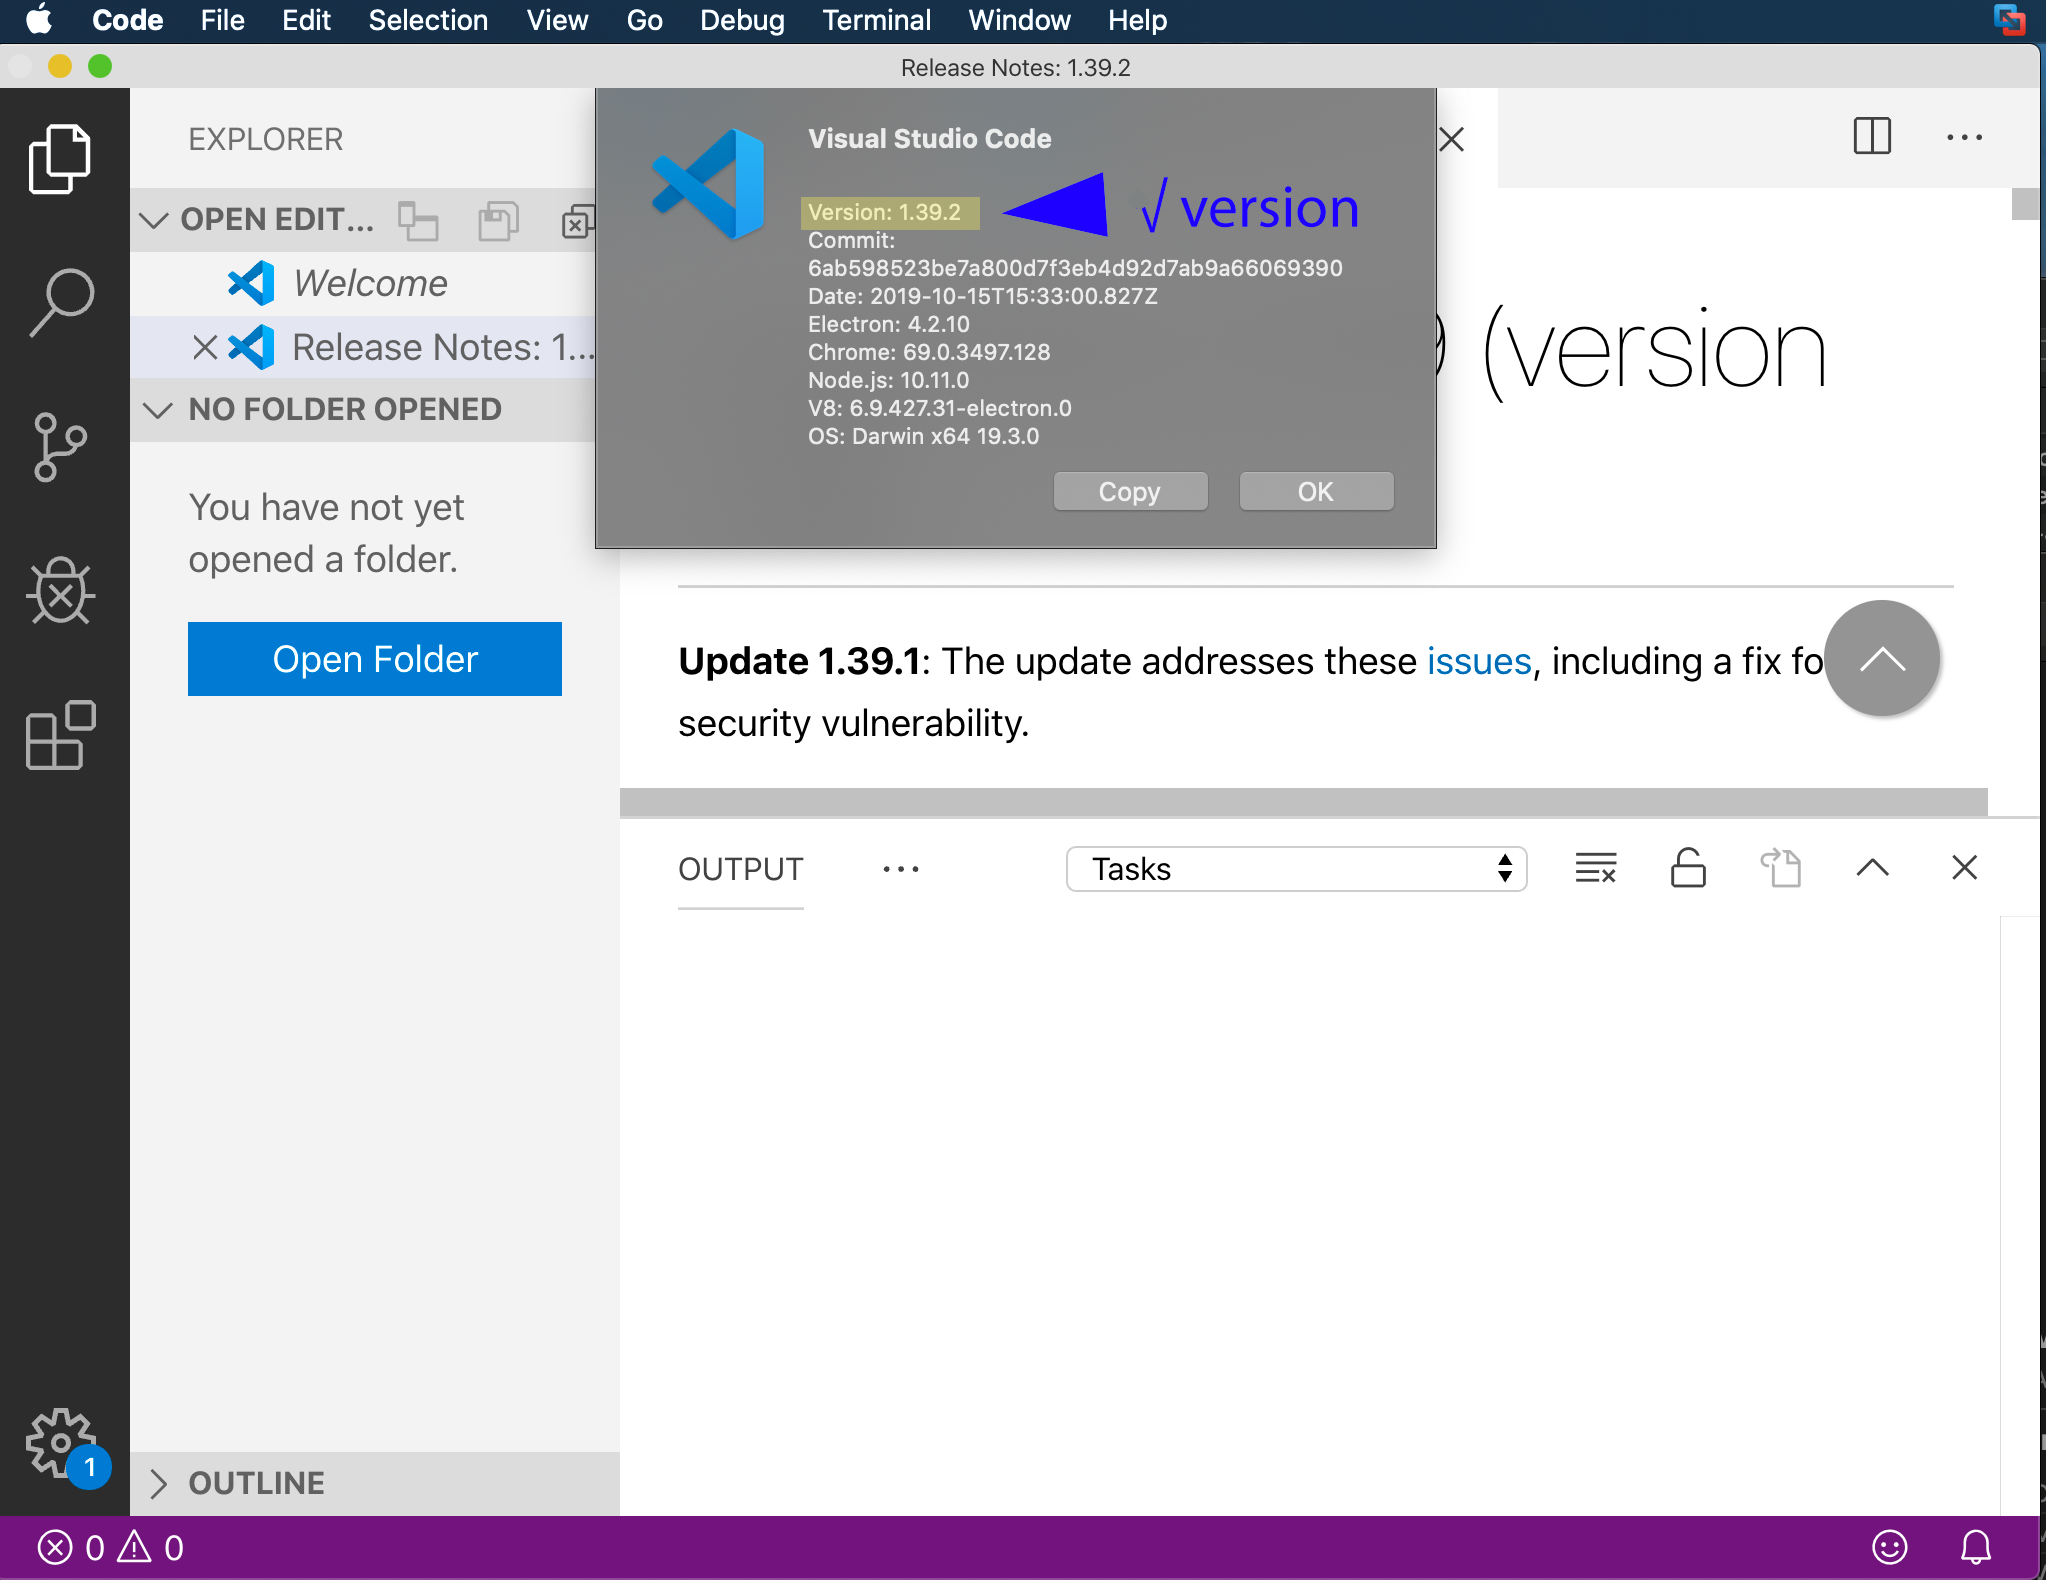 Code File Edit Selection View Go Debug Terminal Window Help
Release Notes: 1.39.2
EXPLORER
OPEN EDIT...
Welcome
Release Notes: 1...
NO FOLDER OPENED
You have not yet
opened a folder.
Open Folder
OUTLINE
Visual Studio Code
Version: 1.39.2
√ version
Commit:
6ab598523be7a800d7f3eb4d92d7ab9a66069390
Date: 2019-10-15T15:33:00.827Z
Electron: 4.2.10
Chrome: 69.0.3497.128
Node.js: 10.11.0
V8: 6.9.427.31-electron.0
OS: Darwin x64 19.3.0
Copy OK
(version
Update 1.39.1: The update addresses these issues, including a fix fo
security vulnerability.
OUTPUT ... Tasks
1
0 0